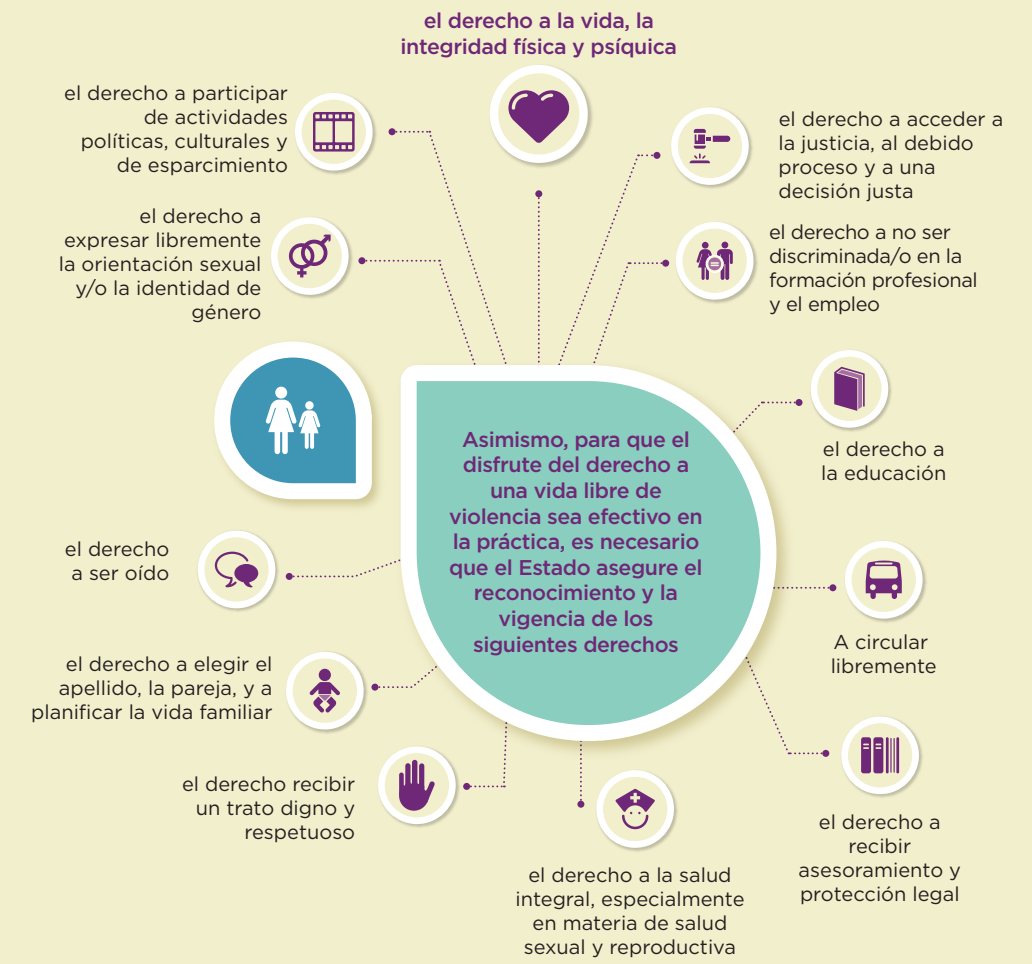 el derecho a la vida, la
integridad física y psíquica
el derecho a participar
de actividades
políticas, culturales y
de esparcimiento
el derecho a acceder a
la justicia, al debido
proceso y a una
decisión justa
el derecho a
expresar libremente
la orientación sexual
y/o la identidad de
género
el derecho a no ser
discriminada/o en la
formación profesional
y el empleo
Asimismo, para que el
disfrute del derecho a
una vida libre de
violencia sea efectivo en
la práctica, es necesario
que el Estado asegure el
reconocimiento y la
vigencia de los
siguientes derechos
el derecho a
la educación
el derecho
a ser oído
A circular
libremente
el derecho a elegir el
apellido, la pareja, y a
planificar la vida familiar
el derecho recibir
un trato digno y
respetuoso
el derecho a la salud
integral, especialmente
en materia de salud
sexual y reproductiva
el derecho a
recibir
asesoramiento y
protección legal